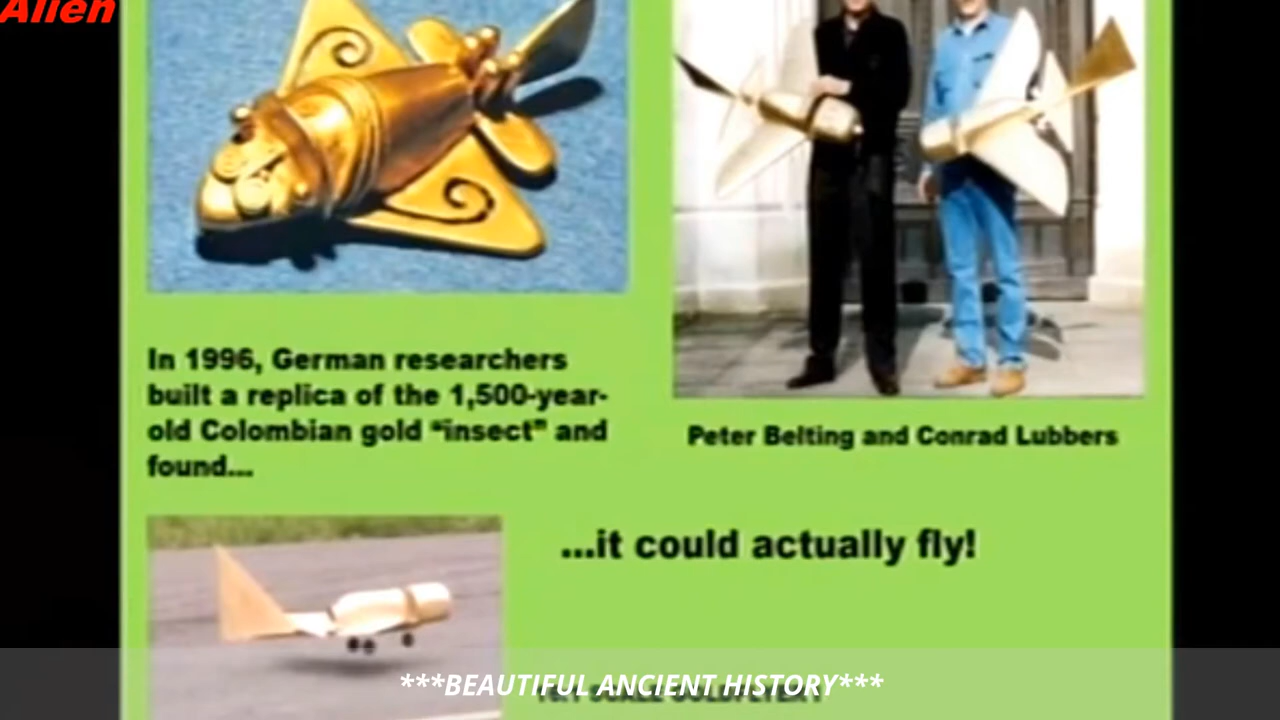 Alien
In 1996, German researchers
built a replica of the 1,500-year-
old Colombian gold “insect” and
found...
Peter Belting and Conrad Lubbers
...it could actually fly!
***BEAUTIFUL ANCIENT HISTORY***